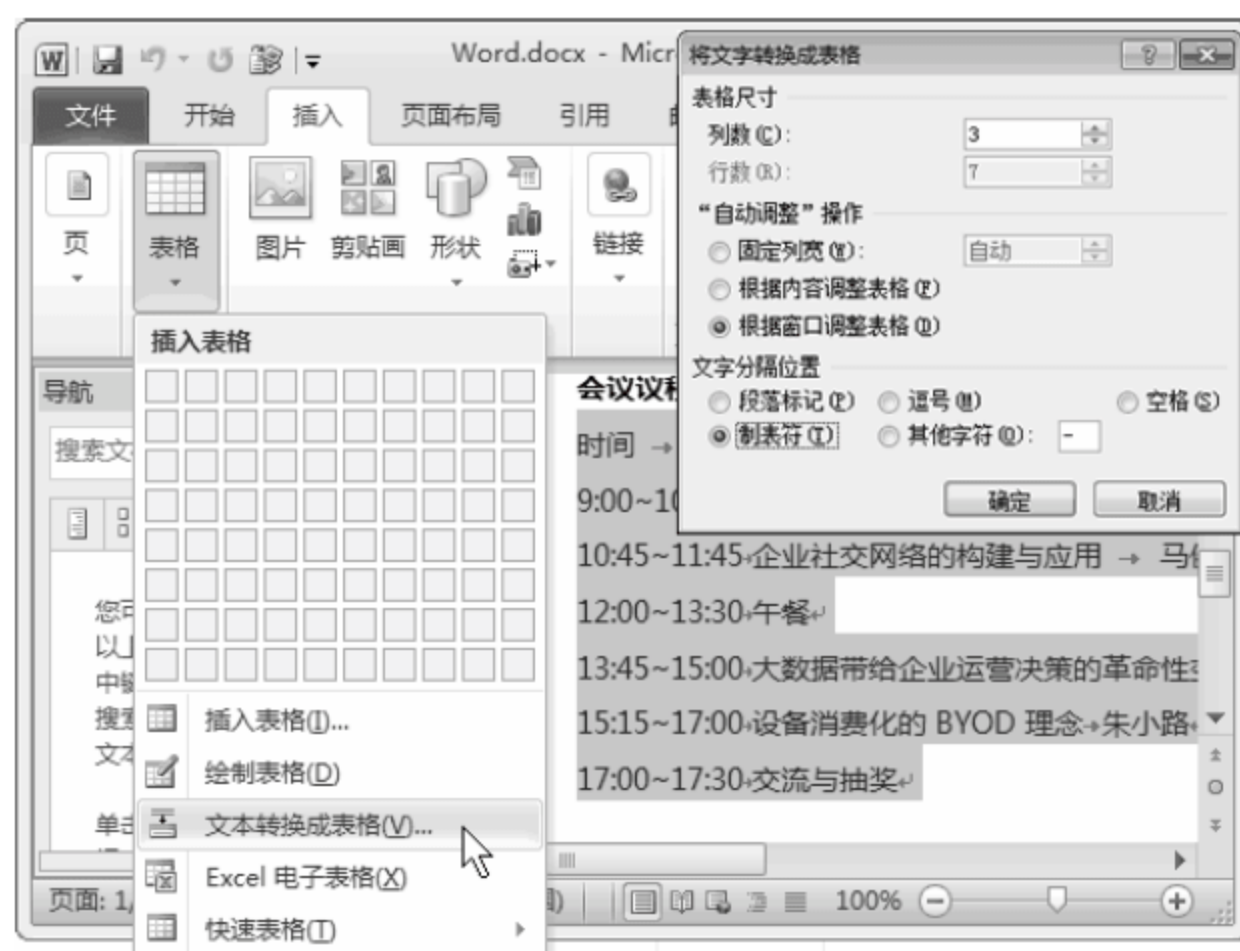 Word.docx - Micr
文件 开始 插入 页面布局 引用
页 表格 图片 剪贴画 形状 链接
插入表格
插入表格(I)...
绘制表格(D)
文本转换成表格(V)...
Excel 电子表格(X)
快速表格(T)
导航
搜索文
您可
以上
中键
搜索
文本
单击
页面: 1/
100%
会议议程
时间 →
9:00~10
10:45~11:45 企业社交网络的构建与应用 → 马
12:00~13:30 午餐
13:45~15:00 大数据带给企业运营决策的革命性
15:15~17:00 设备消费化的 BYOD 理念→朱小路
17:00~17:30 交流与抽奖
将文字转换成表格
表格尺寸
列数(C): 3
行数(R): 7
“自动调整”操作
固定列宽(W): 自动
根据内容调整表格(F)
根据窗口调整表格(D)
文字分隔位置
段落标记(P) 逗号(M) 空格(S)
制表符(T) 其他字符(O): -
确定 取消